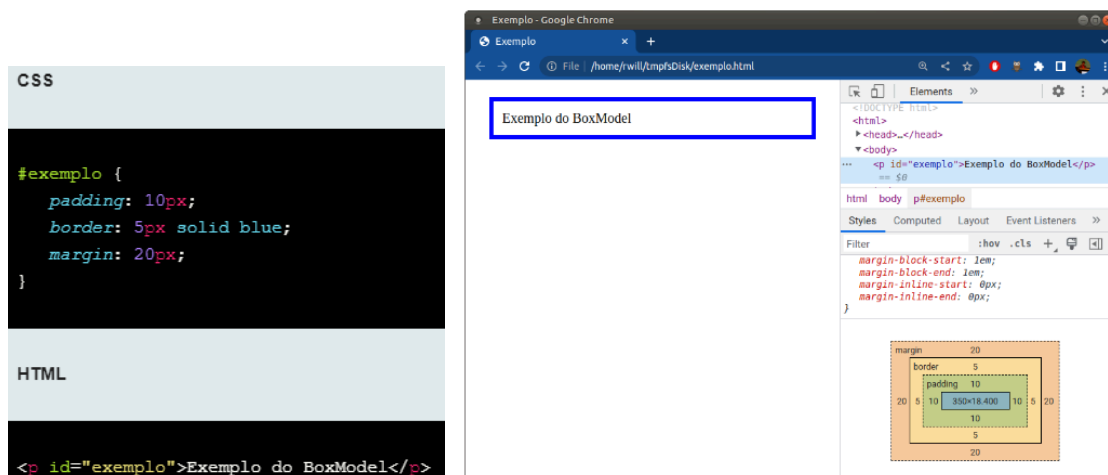 CSS
#exemplo {
padding: 10px;
border: 5px solid blue;
margin: 20px;
}
HTML
<p id="exemplo">Exemplo do BoxModel</p>
Exemplo - Google Chrome
Exemplo × +
File /home/rwill/tmpfsDisk/exemplo.html
Exemplo do BoxModel
Elements »
<!DOCTYPE html>
<html>
<head>…</head>
<body>
<p id="exemplo">Exemplo do BoxModel</p>
== $0
html body p#exemplo
Styles Computed Layout Event Listeners »
Filter :hov .cls +
margin-block-start: 1em;
margin-block-end: 1em;
margin-inline-start: 0px;
margin-inline-end: 0px;
}
margin 20
border 5
padding 10
20 5 10 350×18.400 10 5 20
10
5
20